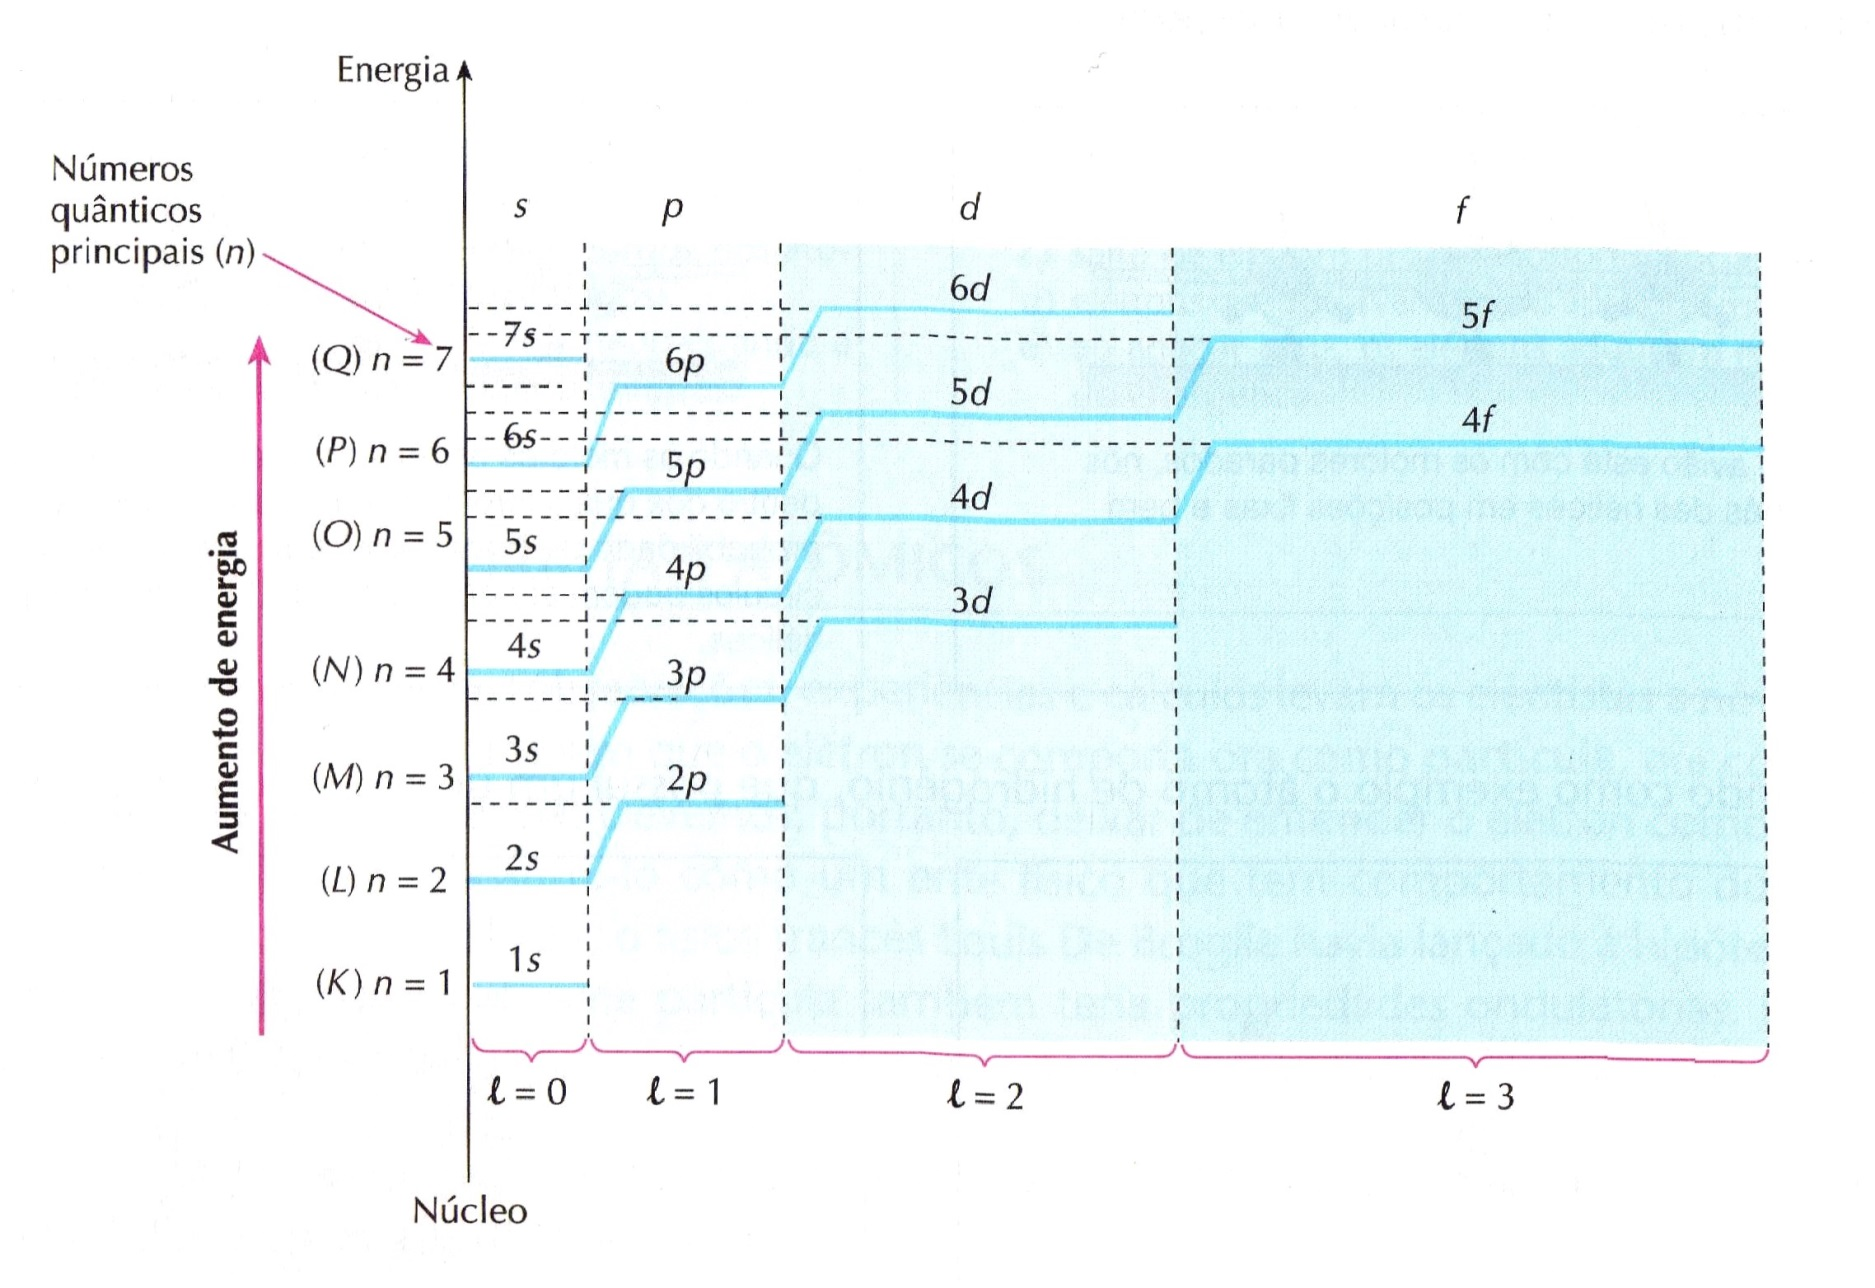 Energia
Números
quânticos
principais (n)
s
p
d
f
6d
5f
7s
(Q) n = 7
6p
5d
4f
6s
(P) n = 6
5p
4d
(O) n = 5
5s
4p
3d
4s
(N) n = 4
3p
3s
(M) n = 3
2p
2s
(L) n = 2
1s
(K) n = 1
Aumento de energia
ℓ = 0
ℓ = 1
ℓ = 2
ℓ = 3
Núcleo